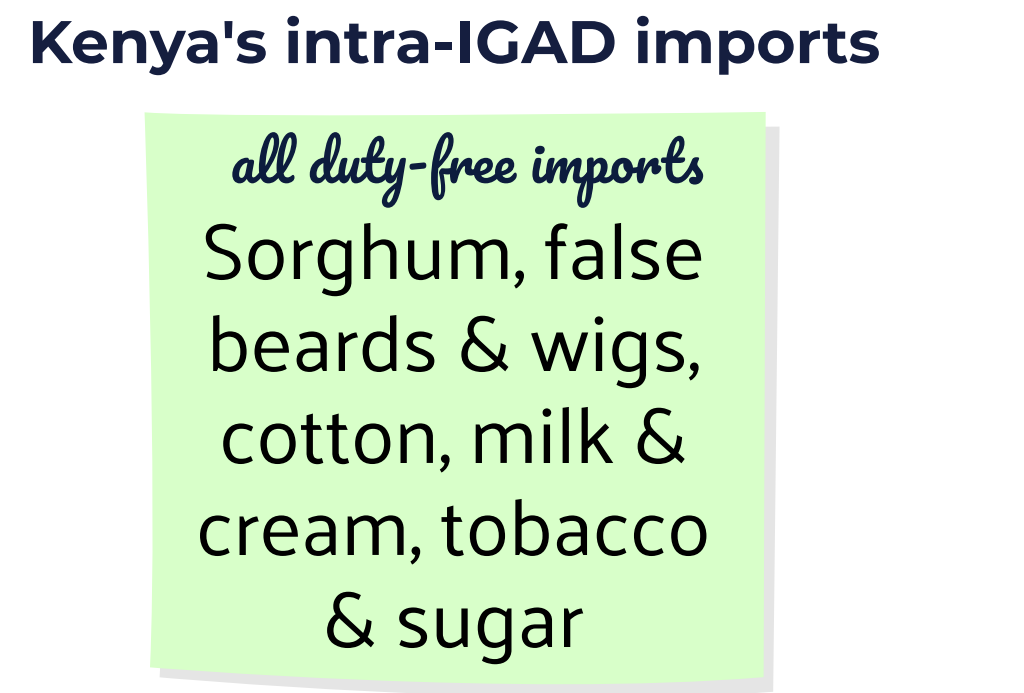 Kenya's intra-IGAD imports
all duty-free imports
Sorghum, false
beards & wigs,
cotton, milk &
cream, tobacco
& sugar